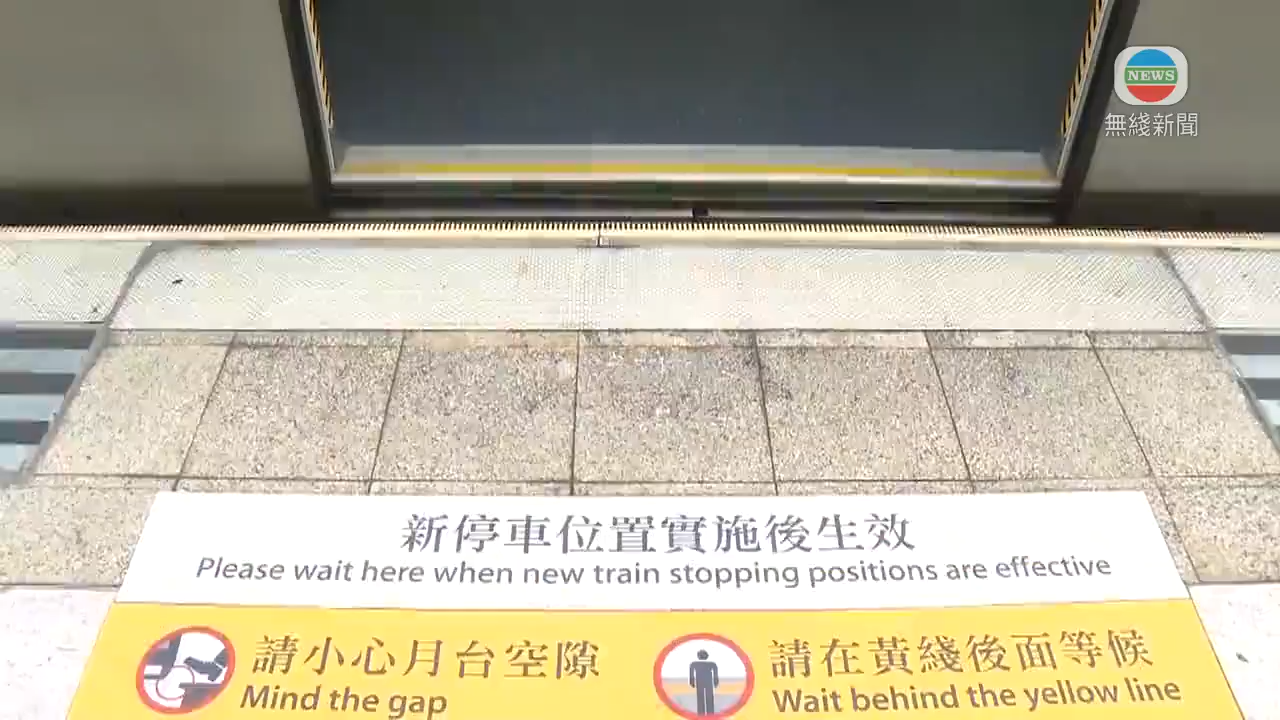 NEWS
無綫新聞
新停車位置實施後生效
Please wait here when new train stopping positions are effective
請小心月台空隙
Mind the gap
請在黃綫後面等候
Wait behind the yellow line